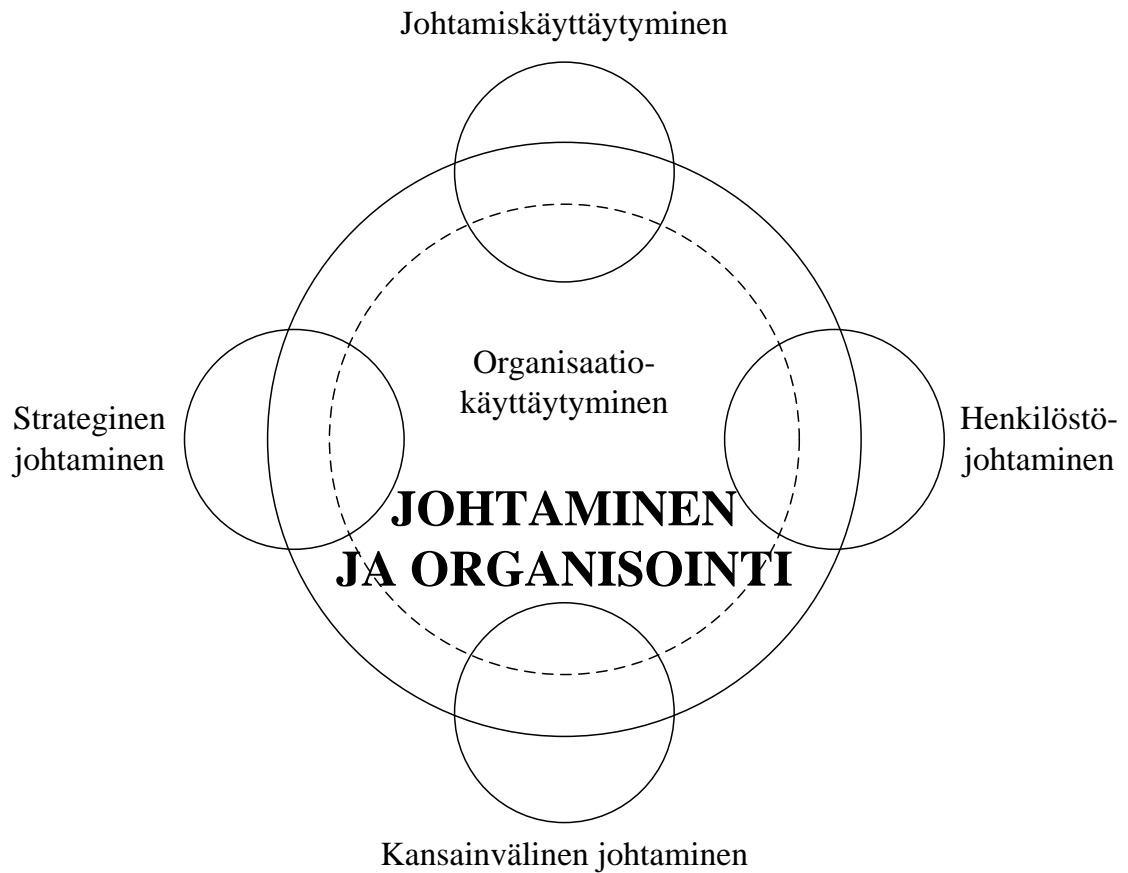 Johtamiskäyttäytyminen
Organisaatio-
käyttäytyminen
Strateginen
johtaminen
Henkilöstö-
johtaminen
JOHTAMINEN
JA ORGANISOINTI
Kansainvälinen johtaminen